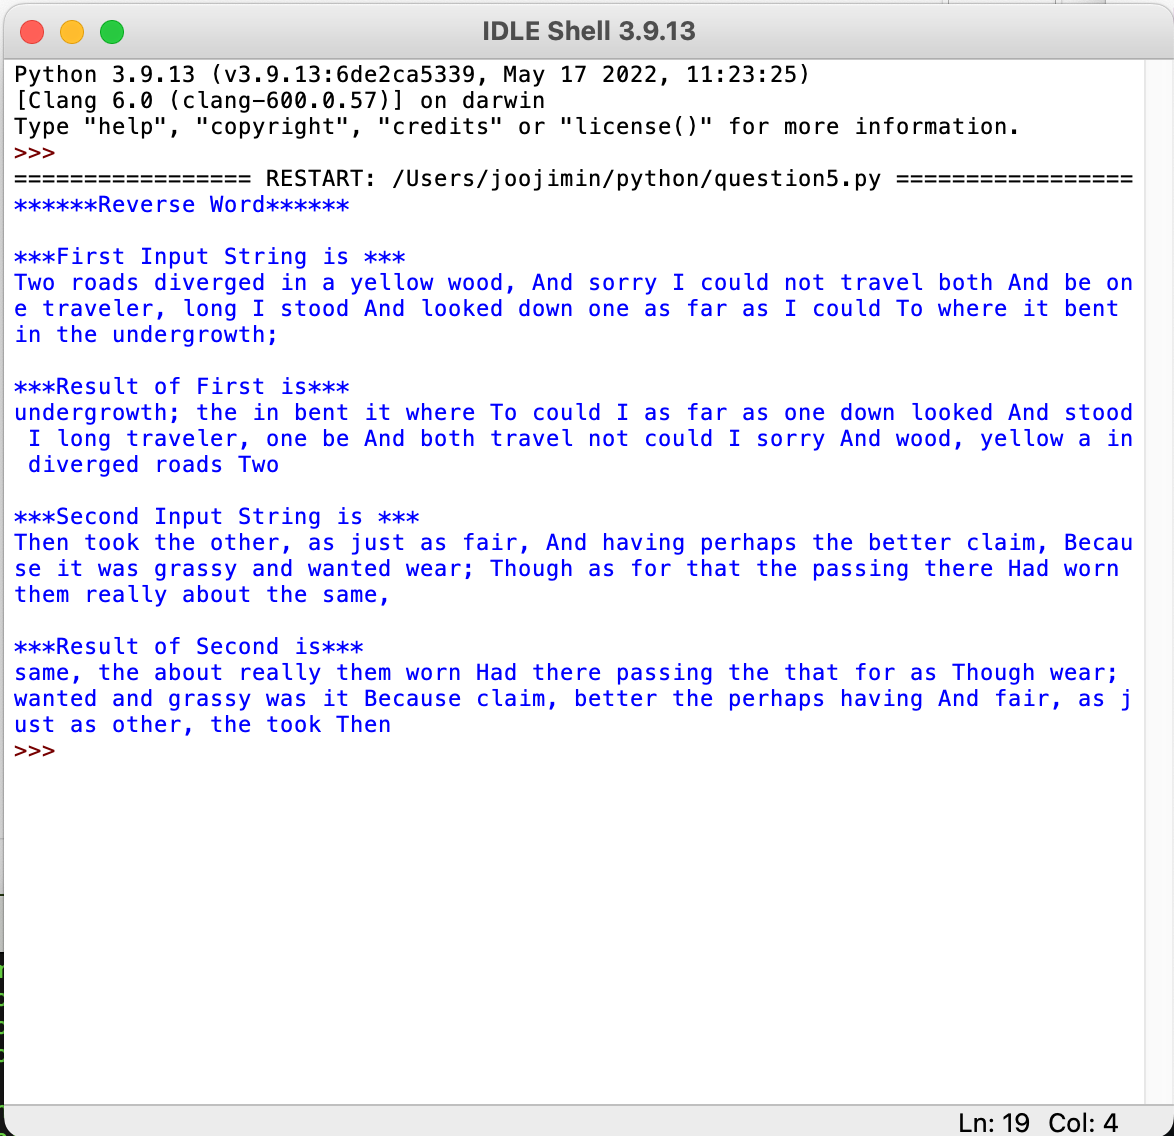 IDLE Shell 3.9.13
Python 3.9.13 (v3.9.13:6de2ca5339, May 17 2022, 11:23:25)
[Clang 6.0 (clang-600.0.57)] on darwin
Type "help", "copyright", "credits" or "license()" for more information.
>>>
================= RESTART: /Users/joojimin/python/question5.py =================
******Reverse Word******

***First Input String is ***
Two roads diverged in a yellow wood, And sorry I could not travel both And be on
e traveler, long I stood And looked down one as far as I could To where it bent
in the undergrowth;

***Result of First is***
undergrowth; the in bent it where To could I as far as one down looked And stood
 I long traveler, one be And both travel not could I sorry And wood, yellow a in
 diverged roads Two

***Second Input String is ***
Then took the other, as just as fair, And having perhaps the better claim, Becau
se it was grassy and wanted wear; Though as for that the passing there Had worn
them really about the same,

***Result of Second is***
same, the about really them worn Had there passing the that for as Though wear;
wanted and grassy was it Because claim, better the perhaps having And fair, as j
ust as other, the took Then
>>>
Ln: 19 Col: 4